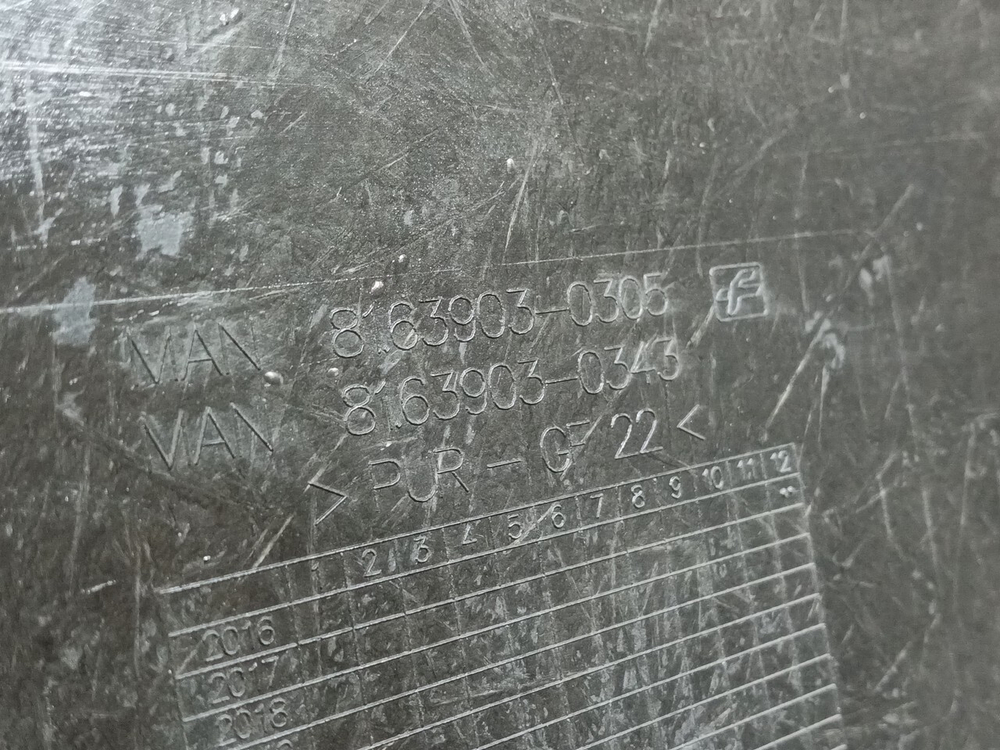 MAN 81.63903-0305
MAN 81.63903-0343
> PUR - GF 22 <
1 2 3 4 5 6 7 8 9 10 11 12
2016
2017
2018